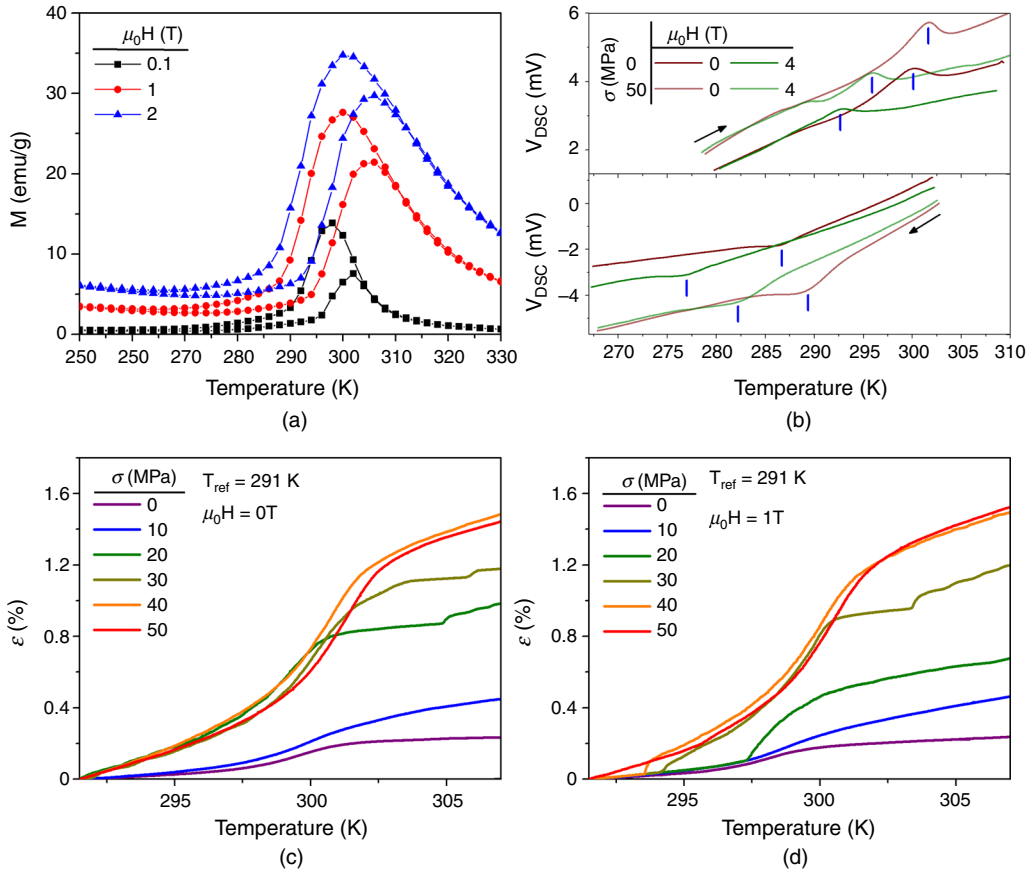 40
30
20
10
0
M (emu/g)
μ₀H (T)
0.1
1
2
250 260 270 280 290 300 310 320 330
Temperature (K)
(a)
6
4
2
V_DSC (mV)
σ (MPa)
μ₀H (T)
0 0 4
50 0 4
0
−2
−4
V_DSC (mV)
270 275 280 285 290 295 300 305 310
Temperature (K)
(b)
1.6
1.2
0.8
0.4
0
ε (%)
σ (MPa)
0
10
20
30
40
50
T_ref = 291 K
μ₀H = 0T
295 300 305
Temperature (K)
(c)
1.6
1.2
0.8
0.4
0
ε (%)
σ (MPa)
0
10
20
30
40
50
T_ref = 291 K
μ₀H = 1T
295 300 305
Temperature (K)
(d)